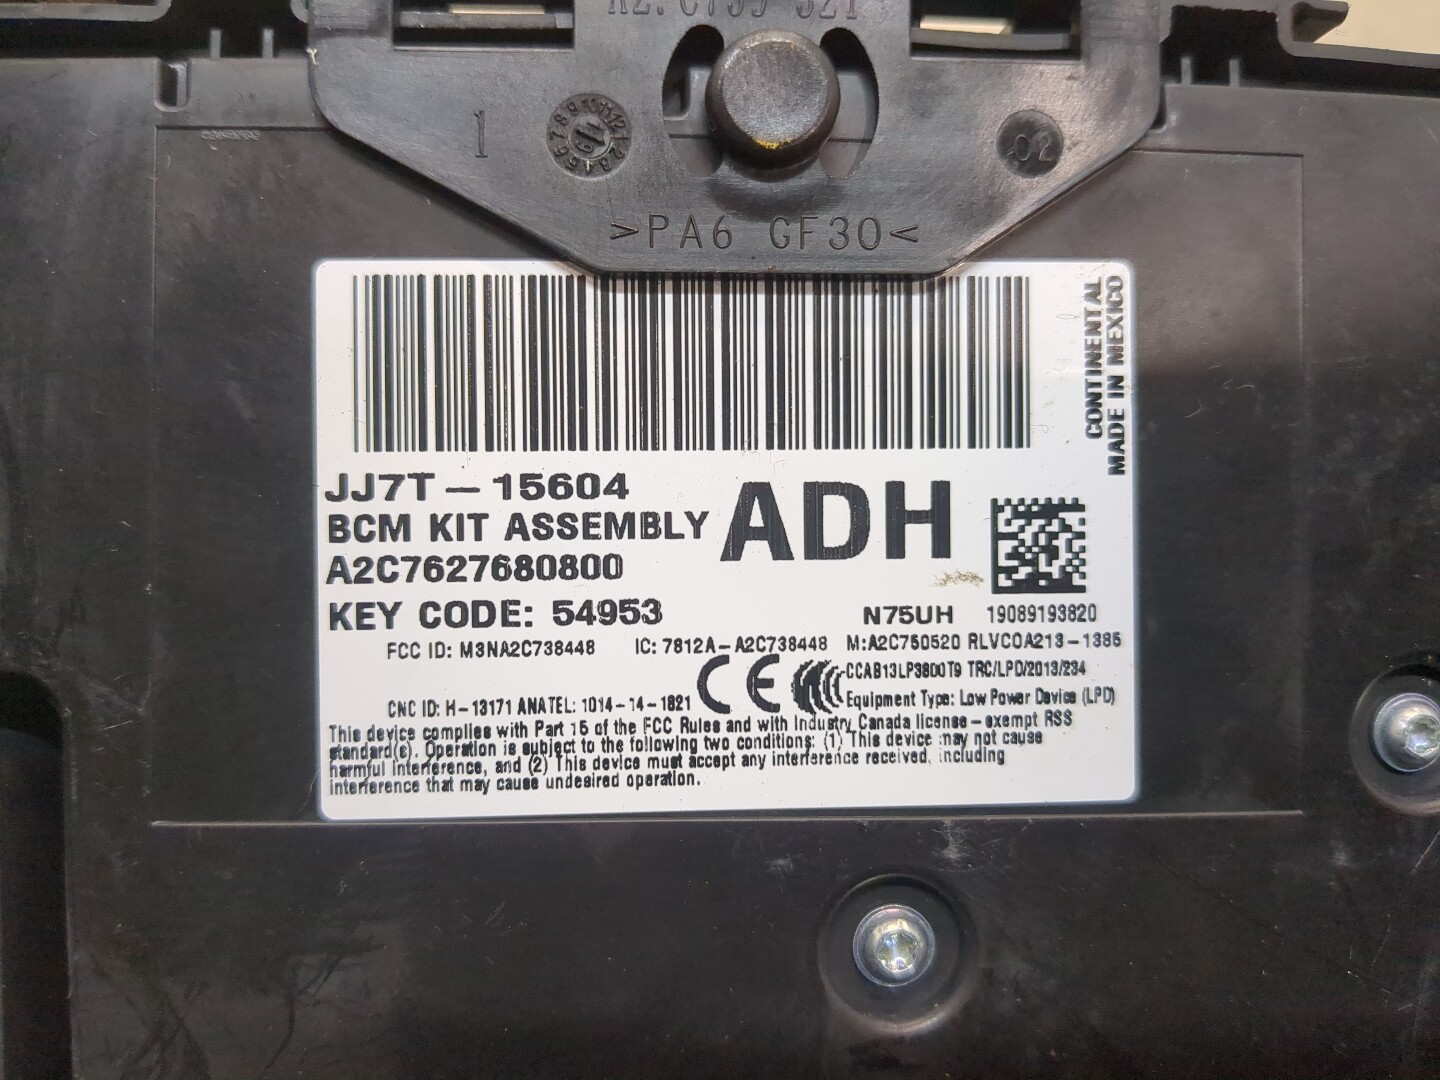 1
02
>PA6 GF30<
CONTINENTAL
MADE IN MEXICO
JJ7T-15604
BCM KIT ASSEMBLY
ADH
A2C7627680800
KEY CODE: 54953
N75UH 19089193820
FCC ID: M3NA2C738448 IC: 7812A-A2C738448 M:A2C750520 RLVCOA213-1385
CE CCAB13LP3800T9 TRC/LPD/2013/234
CNC ID: H-13171 ANATEL: 1014-14-1821 Equipment Type: Low Power Device (LPD)
This device complies with Part 15 of the FCC Rules and with Industry Canada license-exempt RSS
standard(s). Operation is subject to the following two conditions: (1) This device may not cause
harmful interference, and (2) This device must accept any interference received, including
interference that may cause undesired operation.